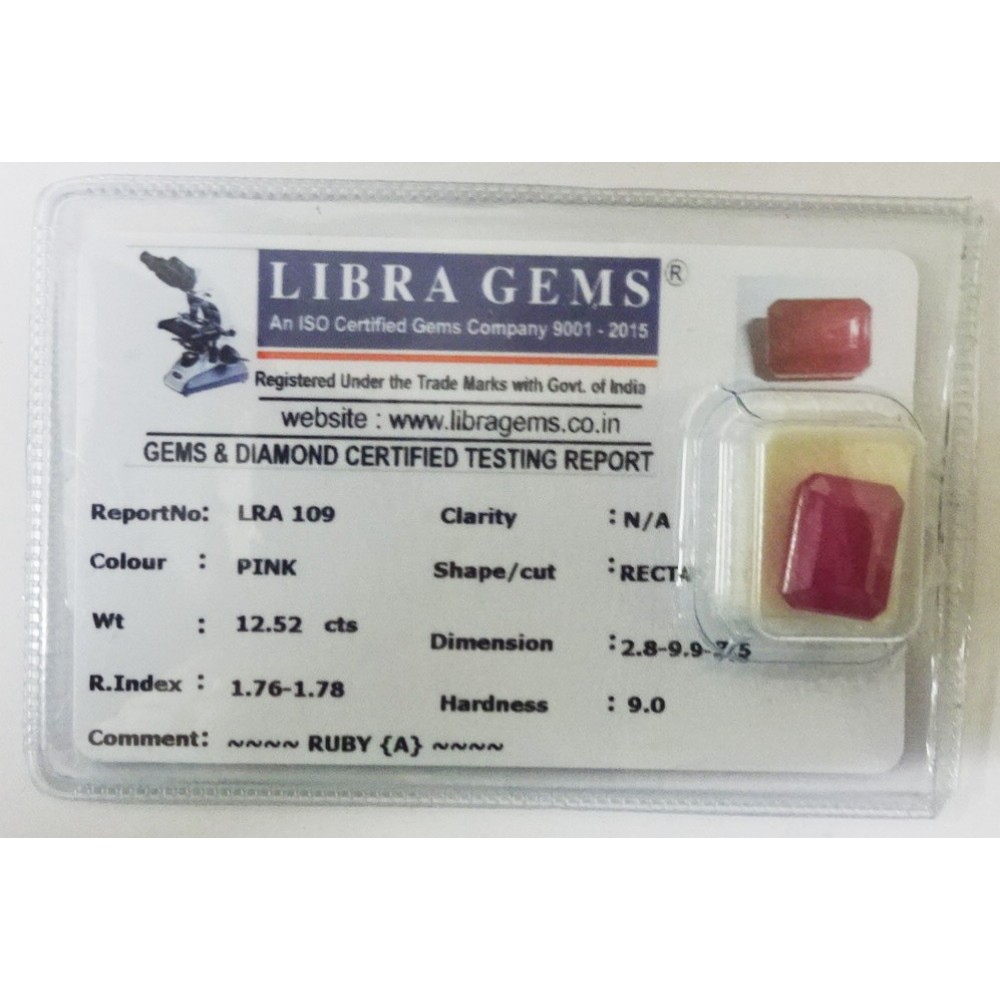 LIBRA GEMS ®
An ISO Certified Gems Company 9001 - 2015
Registered Under the Trade Marks with Govt. of India
website : www.libragems.co.in
GEMS & DIAMOND CERTIFIED TESTING REPORT
ReportNo: LRA 109 Clarity : N/A
Colour : PINK Shape/cut :
Wt : 12.52 cts Dimension :
R.Index : 1.76-1.78 Hardness : 9.0
Comment: ~~~~ RUBY {A} ~~~~